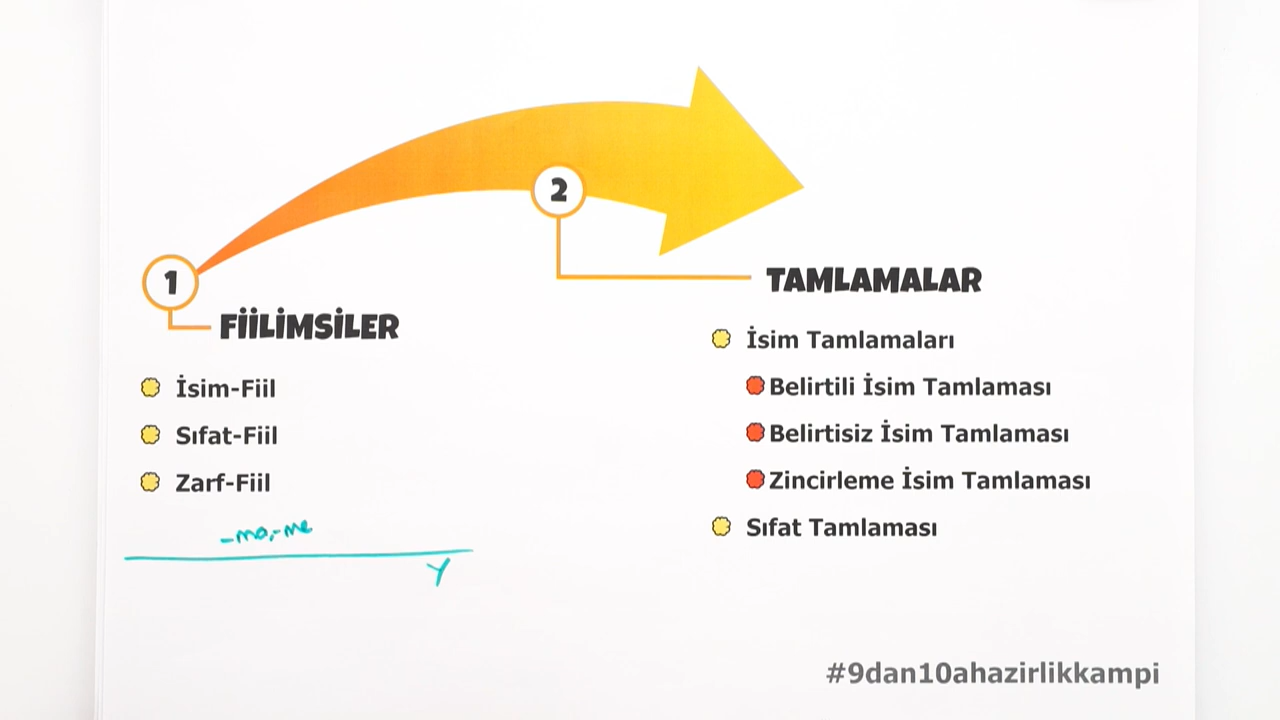 1
FİİLİMSİLER
İsim-Fiil
Sıfat-Fiil
Zarf-Fiil
-ma,-me
Y
2
TAMLAMALAR
İsim Tamlamaları
Belirtili İsim Tamlaması
Belirtisiz İsim Tamlaması
Zincirleme İsim Tamlaması
Sıfat Tamlaması
#9dan10ahazirlikkampi